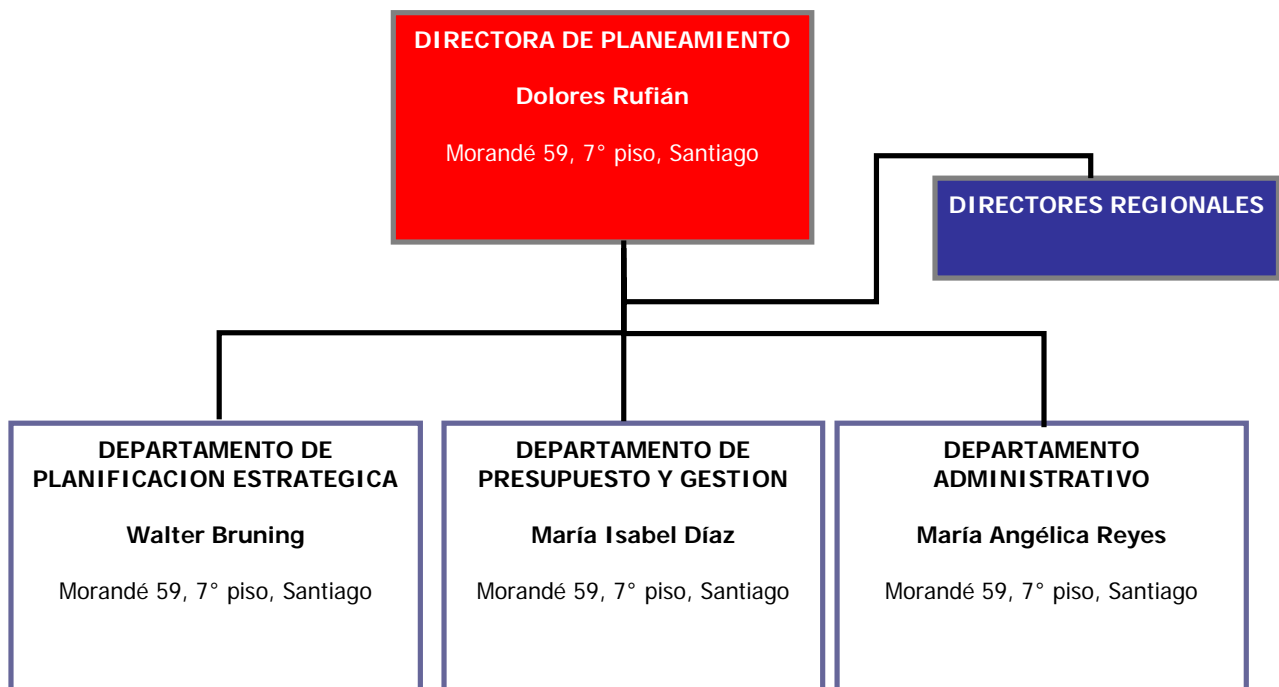 DIRECTORA DE PLANEAMIENTO
Dolores Rufián
Morandé 59, 7° piso, Santiago
DIRECTORES REGIONALES
DEPARTAMENTO DE
PLANIFICACION ESTRATEGICA
Walter Bruning
Morandé 59, 7° piso, Santiago
DEPARTAMENTO DE
PRESUPUESTO Y GESTION
María Isabel Díaz
Morandé 59, 7° piso, Santiago
DEPARTAMENTO
ADMINISTRATIVO
María Angélica Reyes
Morandé 59, 7° piso, Santiago